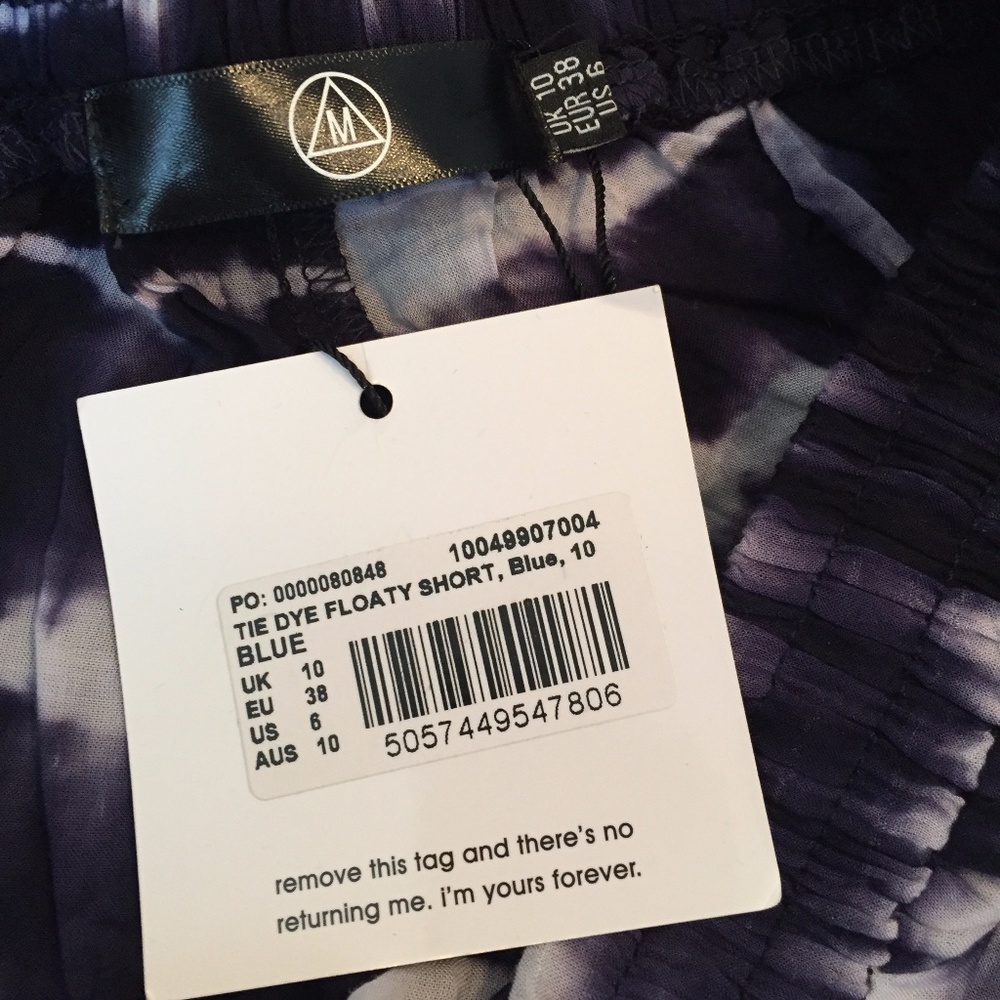 M
UK 10
EUR 38
US 6
PO: 0000080848 10049907004
TIE DYE FLOATY SHORT, Blue, 10
BLUE
UK 10
EU 38
US 6
AUS 10
5057449547806
remove this tag and there's no
returning me. i'm yours forever.